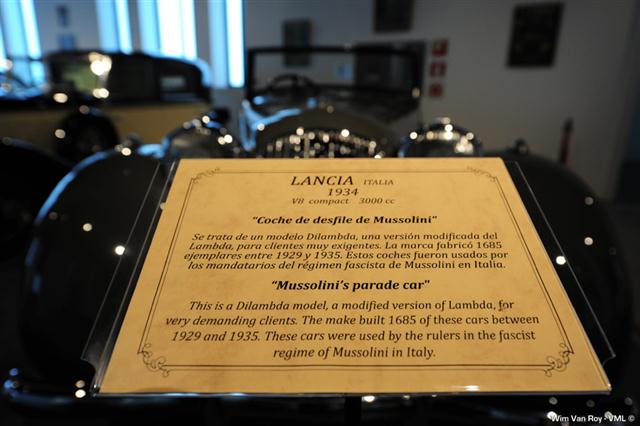 LANCIA ITALIA
1934
V8 compact 3000 cc
"Coche de desfile de Mussolini"
Se trata de un modelo Dilambda, una versión modificada del
Lambda, para clientes muy exigentes. La marca fabricó 1685
ejemplares entre 1929 y 1935. Estos coches fueron usados por
los mandatarios del régimen fascista de Mussolini en Italia.
"Mussolini's parade car"
This is a Dilambda model, a modified version of Lambda, for
very demanding clients. The make built 1685 of these cars between
1929 and 1935. These cars were used by the rulers in the fascist
regime of Mussolini in Italy.
Wim Van Roy - VML ©